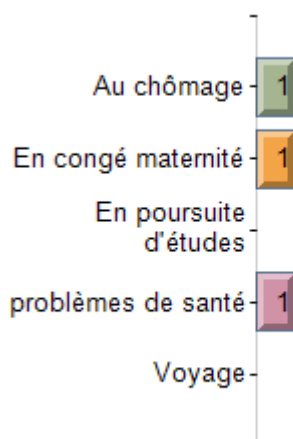 Au chômage 1
En congé maternité 1
En poursuite
d'études
problèmes de santé 1
Voyage